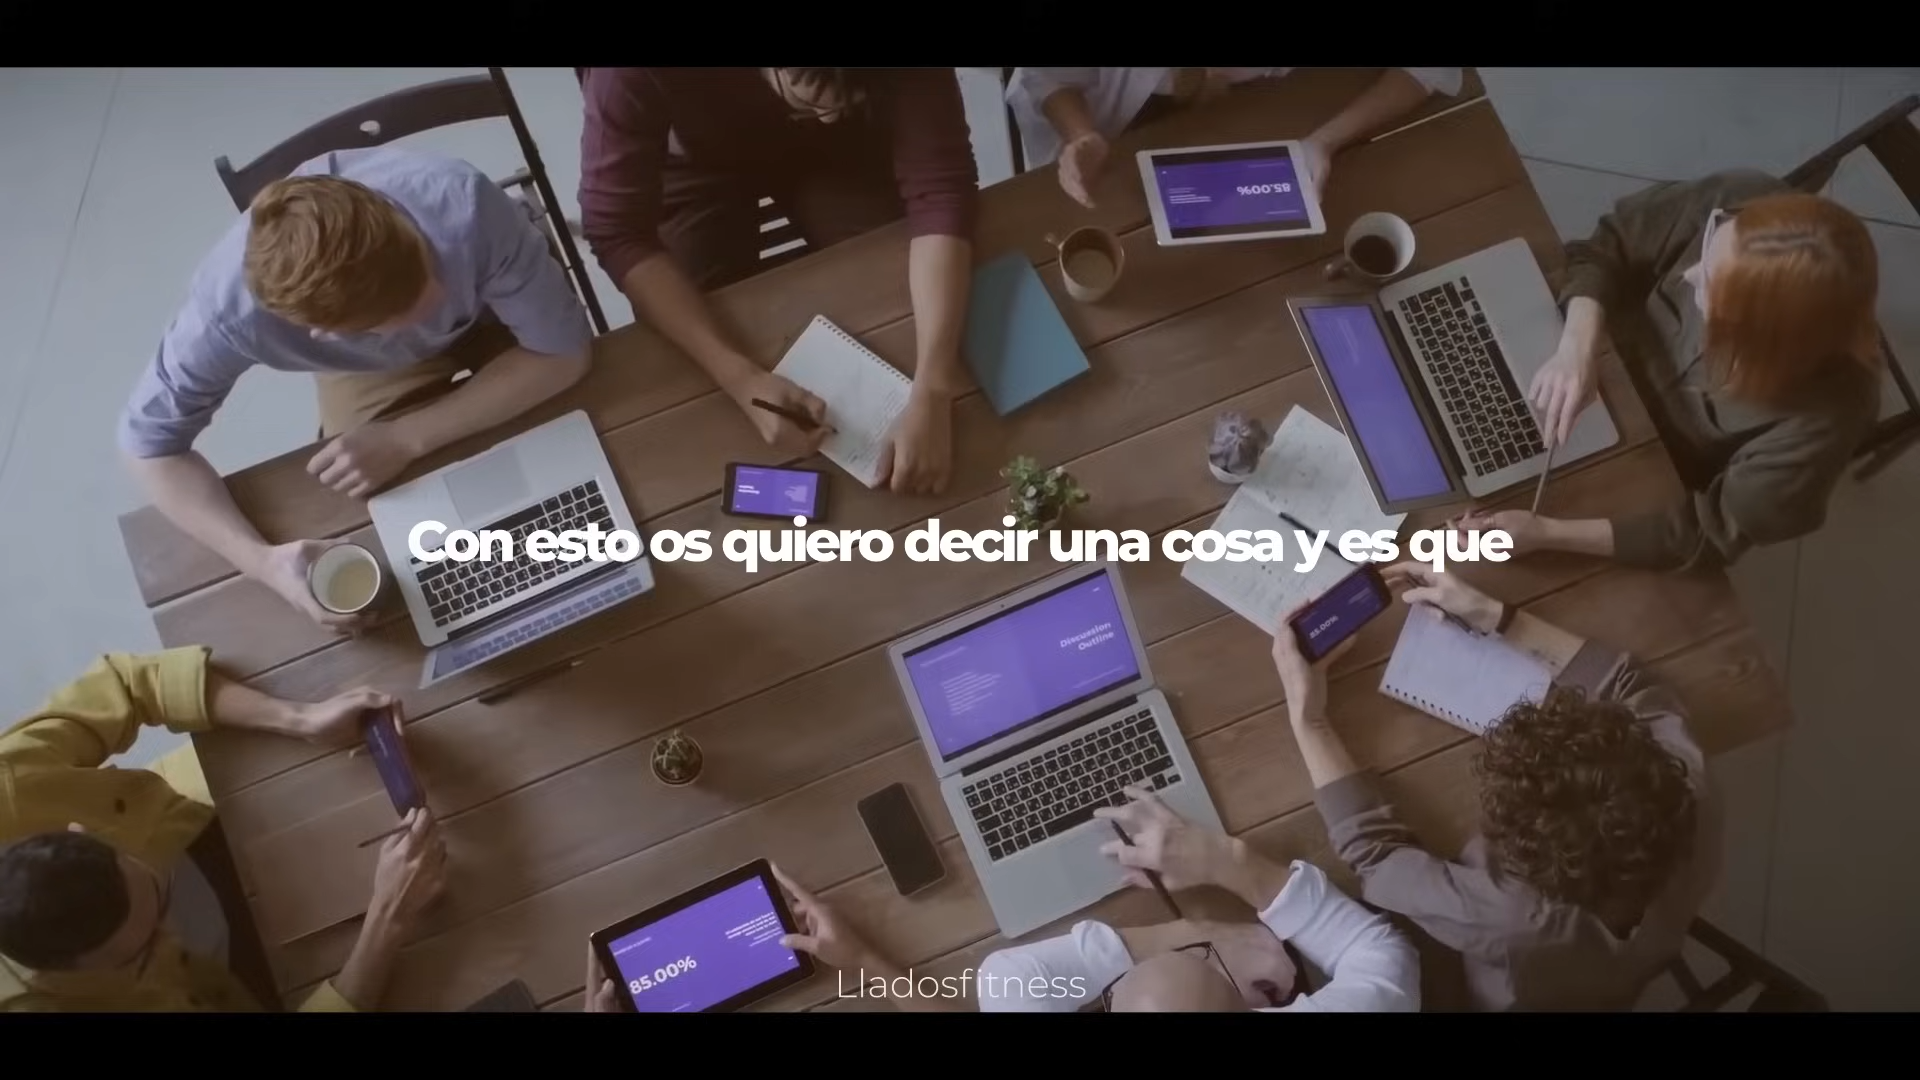 85.00%
Con esto os quiero decir una cosa y es que
Discussion
Outline
85.00%
85.00%
Lladosfitness